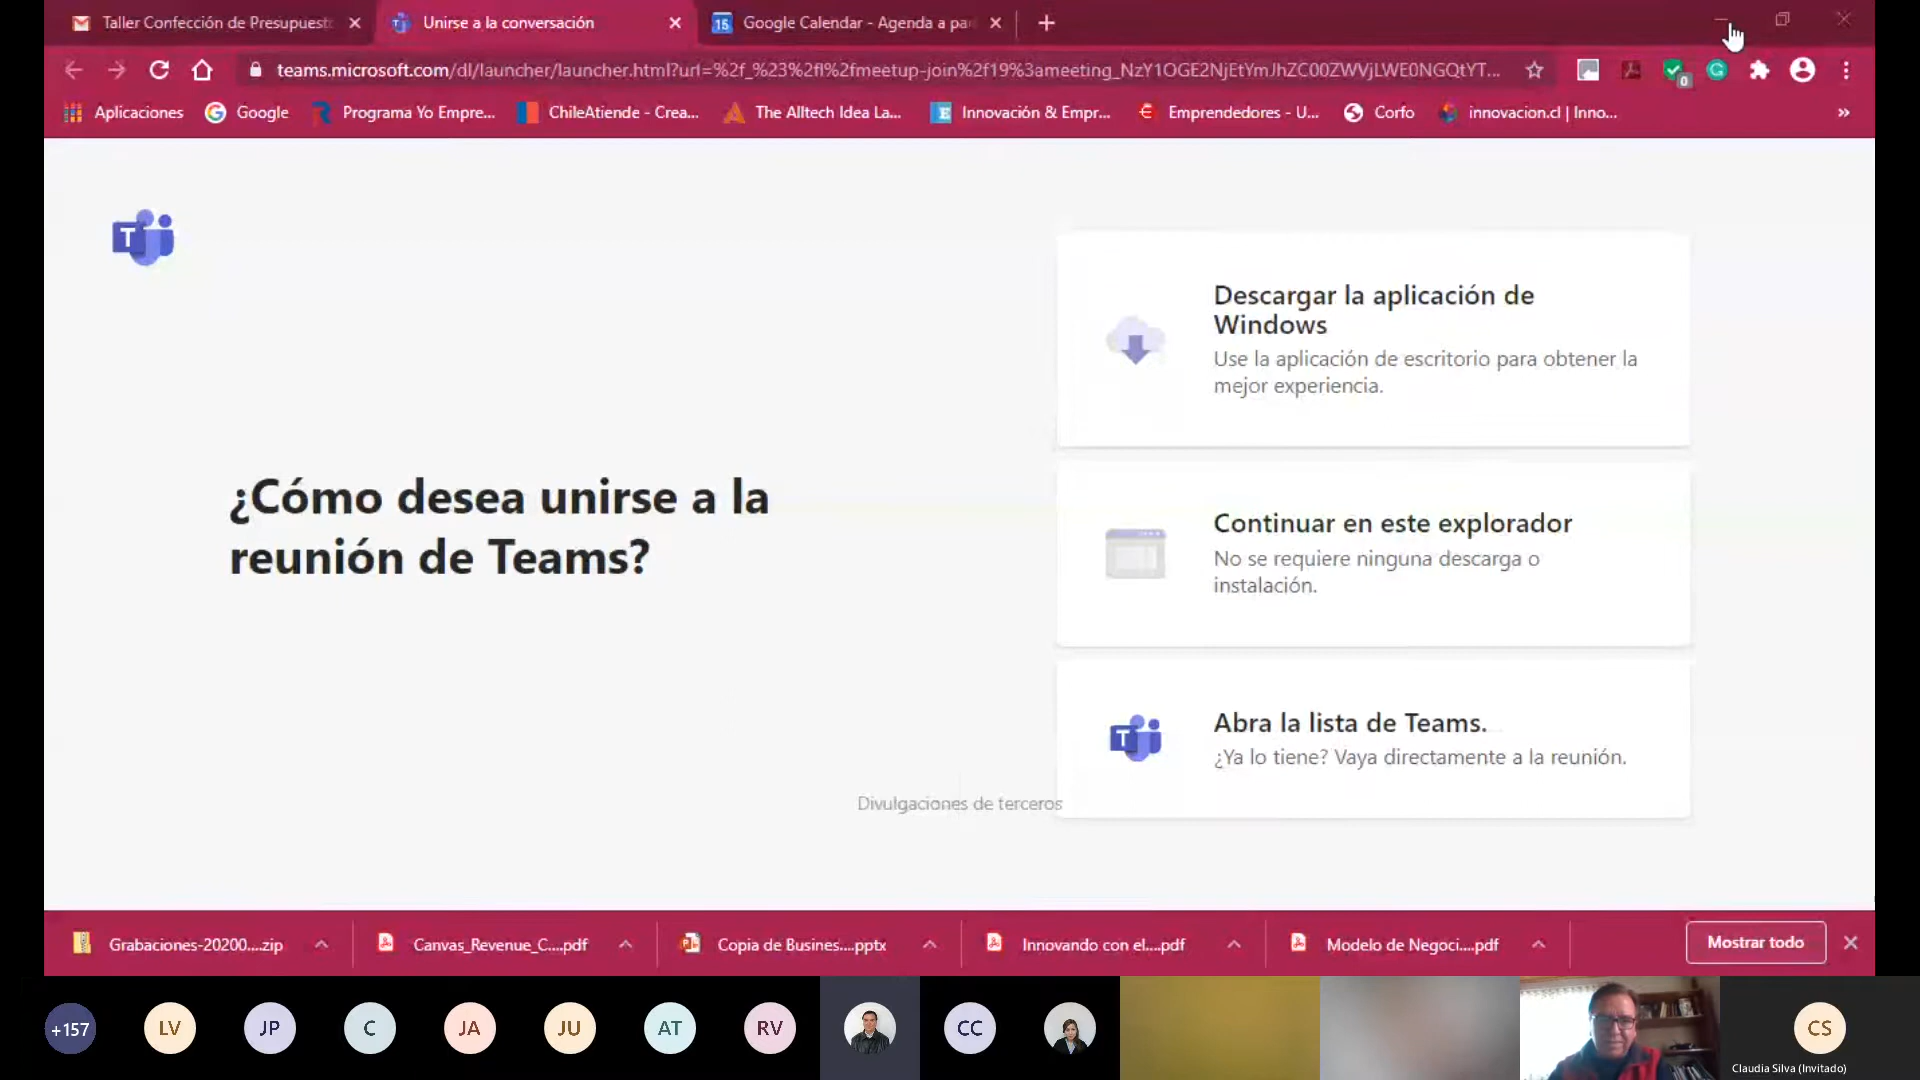 Taller Confección de Presupuesto
Unirse a la conversación
15
Google Calendar - Agenda a par
teams.microsoft.com/dl/launcher/launcher.html?url=%2f_%23%2fl%2fmeetup-join%2f19%3ameeting_NzY1OGE2NjEtYmJhZC00ZWVjLWE0NGQtYT...
0
Aplicaciones
Google
Programa Yo Empre...
ChileAtiende - Crea...
The Alltech Idea La...
Innovación & Empr...
Emprendedores - U...
Corfo
innovacion.cl | Inno...
»
T
¿Cómo desea unirse a la
reunión de Teams?
Descargar la aplicación de
Windows
Use la aplicación de escritorio para obtener la
mejor experiencia.
Continuar en este explorador
No se requiere ninguna descarga o
instalación.
T
Abra la lista de Teams.
¿Ya lo tiene? Vaya directamente a la reunión.
Divulgaciones de terceros
Grabaciones-20200....zip
Canvas_Revenue_C....pdf
Copia de Busines....pptx
Innovando con el....pdf
Modelo de Negoci....pdf
Mostrar todo
+157
LV
JP
C
JA
JU
AT
RV
CC
CS
Claudia Silva (Invitado)